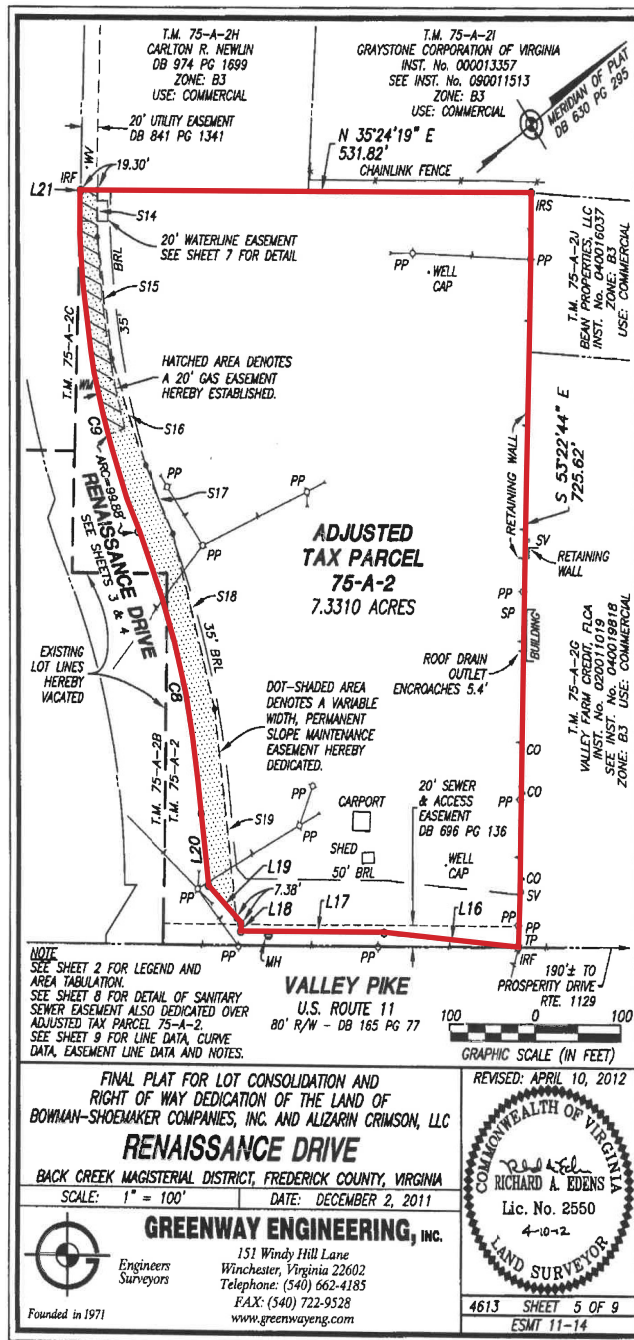 T.M. 75-A-2H
CARLTON R. NEWLIN
DB 974 PG 1699
ZONE: B3
USE: COMMERCIAL
T.M. 75-A-2I
GRAYSTONE CORPORATION OF VIRGINIA
INST. No. 000013357
SEE INST. No. 090011513
ZONE: B3
USE: COMMERCIAL
MERIDIAN OF PLAT
DB 630 PG 295
20' UTILITY EASEMENT
DB 841 PG 1341
N 35°24'19" E
531.82'
CHAINLINK FENCE
WV
19.30'
IRF
L21
IRS
S14
20' WATERLINE EASEMENT
SEE SHEET 7 FOR DETAIL
BRL
35'
S15
PP
WELL
CAP
PP
T.M. 75-A-2J
BEAN PROPERTIES, LLC
INST. No. 040016037
ZONE: B3
USE: COMMERCIAL
T.M. 75-A-2C
HATCHED AREA DENOTES
A 20' GAS EASEMENT
HEREBY ESTABLISHED.
WM
S16
C9
ARC=99.88'
RENAISSANCE DRIVE
SEE SHEETS 3 & 4
PP
S17
PP
PP
RETAINING WALL
S 53°22'44" E
725.62'
SV
RETAINING
WALL
ADJUSTED
TAX PARCEL
75-A-2
7.3310 ACRES
S18
35' BRL
PP
SP
BUILDING
EXISTING
LOT LINES
HEREBY
VACATED
C8
ROOF DRAIN
OUTLET
ENCROACHES 5.4'
T.M. 75-A-2G
VALLEY FARM CREDIT, FLCA
INST. No. 020011019
SEE INST. No. 040019818
ZONE: B3 USE: COMMERCIAL
DOT-SHADED AREA
DENOTES A VARIABLE
WIDTH, PERMANENT
SLOPE MAINTENANCE
EASEMENT HEREBY
DEDICATED.
T.M. 75-A-2B
T.M. 75-A-2
CO
CO
PP
PP
CARPORT
20' SEWER
& ACCESS
EASEMENT
DB 696 PG 136
S19
PP
SHED
50' BRL
WELL
CAP
L20
L19
7.38'
CO
SV
PP
L18
L17
L16
PP
PP
TP
IRF
PP
MH
PP
NOTE
SEE SHEET 2 FOR LEGEND AND
AREA TABULATION.
SEE SHEET 8 FOR DETAIL OF SANITARY
SEWER EASEMENT ALSO DEDICATED OVER
ADJUSTED TAX PARCEL 75-A-2.
SEE SHEET 9 FOR LINE DATA, CURVE
DATA, EASEMENT LINE DATA AND NOTES.
VALLEY PIKE
U.S. ROUTE 11
80' R/W - DB 165 PG 77
190'± TO
PROSPERITY DRIVE
RTE. 1129
100 0 100
GRAPHIC SCALE (IN FEET)
FINAL PLAT FOR LOT CONSOLIDATION AND
RIGHT OF WAY DEDICATION OF THE LAND OF
BOWMAN-SHOEMAKER COMPANIES, INC. AND ALIZARIN CRIMSON, LLC
RENAISSANCE DRIVE
BACK CREEK MAGISTERIAL DISTRICT, FREDERICK COUNTY, VIRGINIA
SCALE: 1" = 100'
DATE: DECEMBER 2, 2011
REVISED: APRIL 10, 2012
COMMONWEALTH OF VIRGINIA
RICHARD A. EDENS
Lic. No. 2550
4-10-12
LAND SURVEYOR
Engineers
Surveyors
Founded in 1971
GREENWAY ENGINEERING, INC.
151 Windy Hill Lane
Winchester, Virginia 22602
Telephone: (540) 662-4185
FAX: (540) 722-9528
www.greenwayeng.com
4613 SHEET 5 OF 9
ESMT 11-14